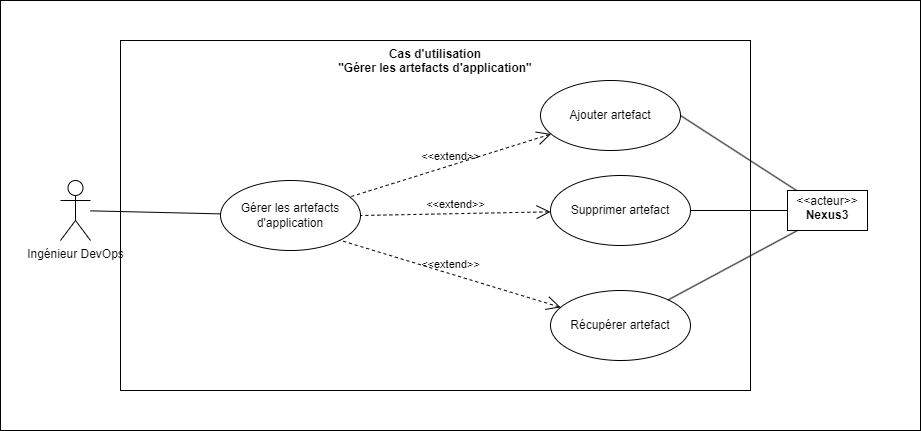 Cas d'utilisation
"Gérer les artefacts d'application"
Ajouter artefact
<<extend>>
Gérer les artefacts
d'application
<<extend>>
Supprimer artefact
<<acteur>>
Nexus3
Ingénieur DevOps
<<extend>>
Récupérer artefact